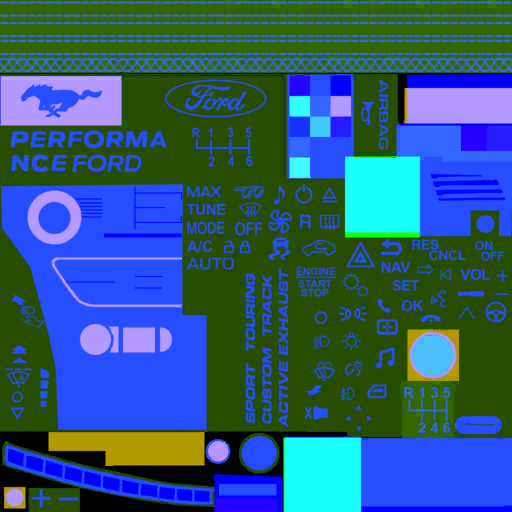 Ford
PERFORMA
NCE FORD
R 1 3 5
2 4 6
AIRBAG
MAX
TUNE
MODE OFF
A/C
AUTO
R
ENGINE
START
STOP
SPORT TOURING
CUSTOM TRACK
ACTIVE EXHAUST
RES
CNCL
ON
OFF
NAV
VOL +
SET
OK
R 1 3 5
2 4 6
+ −